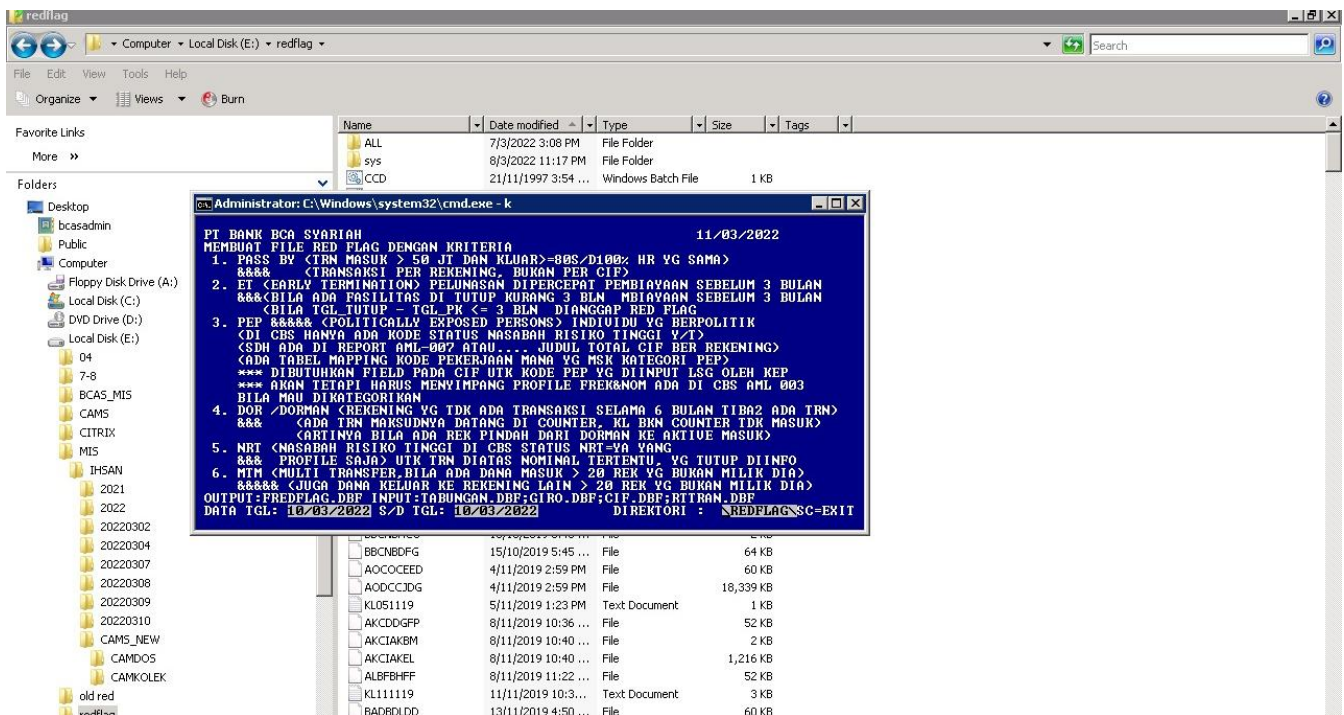 redflag
Computer ▾ Local Disk (E:) ▾ redflag ▾
Search
File Edit View Tools Help
Organize Views Burn
Favorite Links
More »
Folders
Desktop
bcasadmin
Public
Computer
Floppy Disk Drive (A:)
Local Disk (C:)
DVD Drive (D:)
Local Disk (E:)
04
7-8
BCAS_MIS
CAMS
CITRIX
MIS
IHSAN
2021
2022
20220302
20220304
20220307
20220308
20220309
20220310
CAMS_NEW
CAMDOS
CAMKOLEK
old red
redflag
Name Date modified Type Size Tags
ALL 7/3/2022 3:08 PM File Folder
sys 8/3/2022 11:17 PM File Folder
CCD 21/11/1997 3:54 ... Windows Batch File 1 KB
Administrator: C:\Windows\system32\cmd.exe - k
PT BANK BCA SYARIAH 11/03/2022
MEMBUAT FILE RED FLAG DENGAN KRITERIA
1. PASS BY (TRN MASUK > 50 JT DAN KLUAR>=80S/D100% HR YG SAMA)
&&&& (TRANSAKSI PER REKENING, BUKAN PER CIF)
2. ET (EARLY TERMINATION) PELUNASAN DIPERCEPAT PEMBIAYAAN SEBELUM 3 BULAN
&&&(BILA ADA FASILITAS DI TUTUP KURANG 3 BLN MBIAYAAN SEBELUM 3 BULAN
(BILA TGL_TUTUP - TGL_PK <= 3 BLN DIANGGAP RED FLAG
3. PEP &&&&& (POLITICALLY EXPOSED PERSONS) INDIVIDU YG BERPOLITIK
(DI CBS HANYA ADA KODE STATUS NASABAH RISIKO TINGGI Y/T)
(SDH ADA DI REPORT AML-007 ATAU.... JUDUL TOTAL CIF BER REKENING)
(ADA TABEL MAPPING KODE PEKERJAAN MANA YG MSK KATEGORI PEP)
*** DIBUTUHKAN FIELD PADA CIF UTK KODE PEP YG DIINPUT LSG OLEH KEP
*** AKAN TETAPI HARUS MENYIMPANG PROFILE FREK&NOM ADA DI CBS AML 003
BILA MAU DIKATEGORIKAN
4. DOR /DORMAN (REKENING YG TDK ADA TRANSAKSI SELAMA 6 BULAN TIBA2 ADA TRN)
&&& (ADA TRN MAKSUDNYA DATANG DI COUNTER, KL BKN COUNTER TDK MASUK)
(ARTINYA BILA ADA REK PINDAH DARI DORMAN KE AKTIVE MASUK)
5. NRT (NASABAH RISIKO TINGGI DI CBS STATUS NRT=YA YANG
&&& PROFILE SAJA) UTK TRN DIATAS NOMINAL TERTENTU, YG TUTUP DIINFO
6. MTM (MULTI TRANSFER,BILA ADA DANA MASUK > 20 REK YG BUKAN MILIK DIA)
&&&&& (JUGA DANA KELUAR KE REKENING LAIN > 20 REK YG BUKAN MILIK DIA)
OUTPUT:FREDFLAG.DBF INPUT:TABUNGAN.DBF;GIRO.DBF;CIF.DBF;RTTRAN.DBF
DATA TGL: 10/03/2022 S/D TGL: 10/03/2022 DIREKTORI : \REDFLAG\SC=EXIT
BBCNBDFG 15/10/2019 5:45 ... File 64 KB
AOCOCEED 4/11/2019 2:59 PM File 60 KB
AODCCJDG 4/11/2019 2:59 PM File 18,339 KB
KL051119 5/11/2019 1:23 PM Text Document 1 KB
AKCDDGFP 8/11/2019 10:36 ... File 52 KB
AKCIAKBM 8/11/2019 10:40 ... File 2 KB
AKCIAKEL 8/11/2019 10:40 ... File 1,216 KB
ALBFBHFF 8/11/2019 11:22 ... File 52 KB
KL111119 11/11/2019 10:3... Text Document 3 KB
BADBDLDD 13/11/2019 4:50 ... File 60 KB